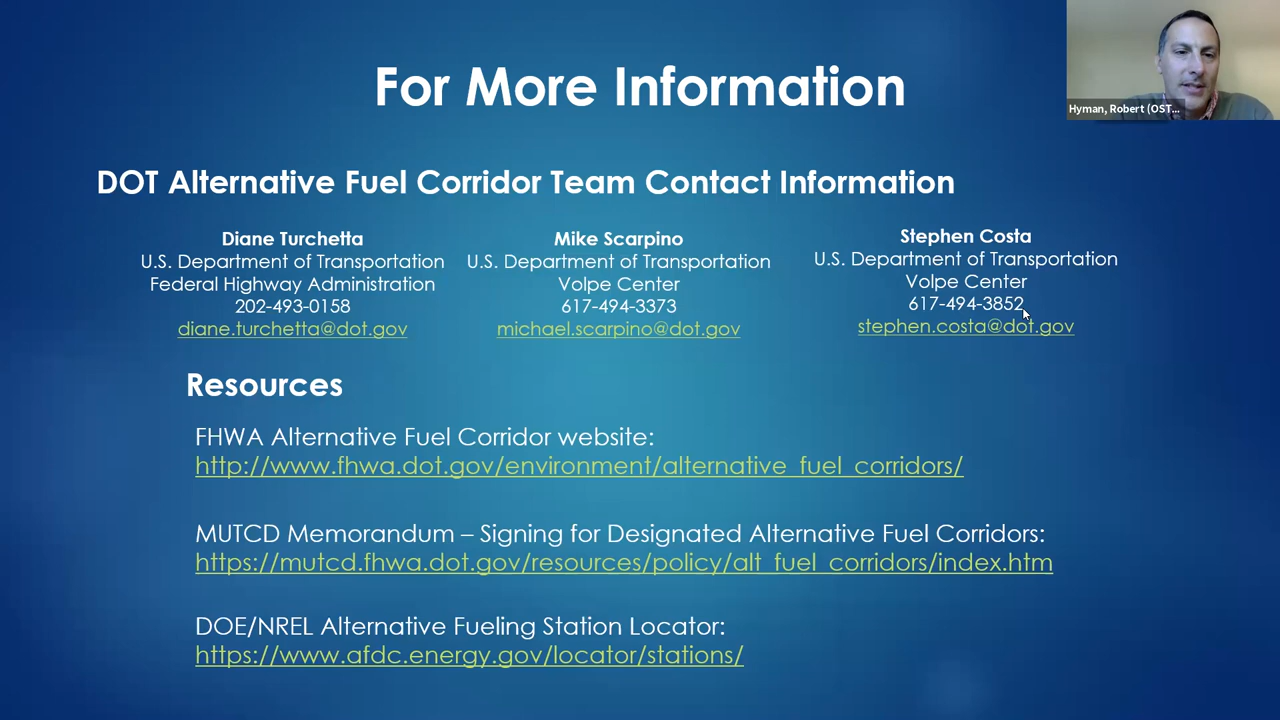 For More Information
Hyman, Robert (OST...
DOT Alternative Fuel Corridor Team Contact Information
Diane Turchetta
U.S. Department of Transportation
Federal Highway Administration
202-493-0158
diane.turchetta@dot.gov
Mike Scarpino
U.S. Department of Transportation
Volpe Center
617-494-3373
michael.scarpino@dot.gov
Stephen Costa
U.S. Department of Transportation
Volpe Center
617-494-3852
stephen.costa@dot.gov
Resources
FHWA Alternative Fuel Corridor website:
http://www.fhwa.dot.gov/environment/alternative_fuel_corridors/
MUTCD Memorandum – Signing for Designated Alternative Fuel Corridors:
https://mutcd.fhwa.dot.gov/resources/policy/alt_fuel_corridors/index.htm
DOE/NREL Alternative Fueling Station Locator:
https://www.afdc.energy.gov/locator/stations/